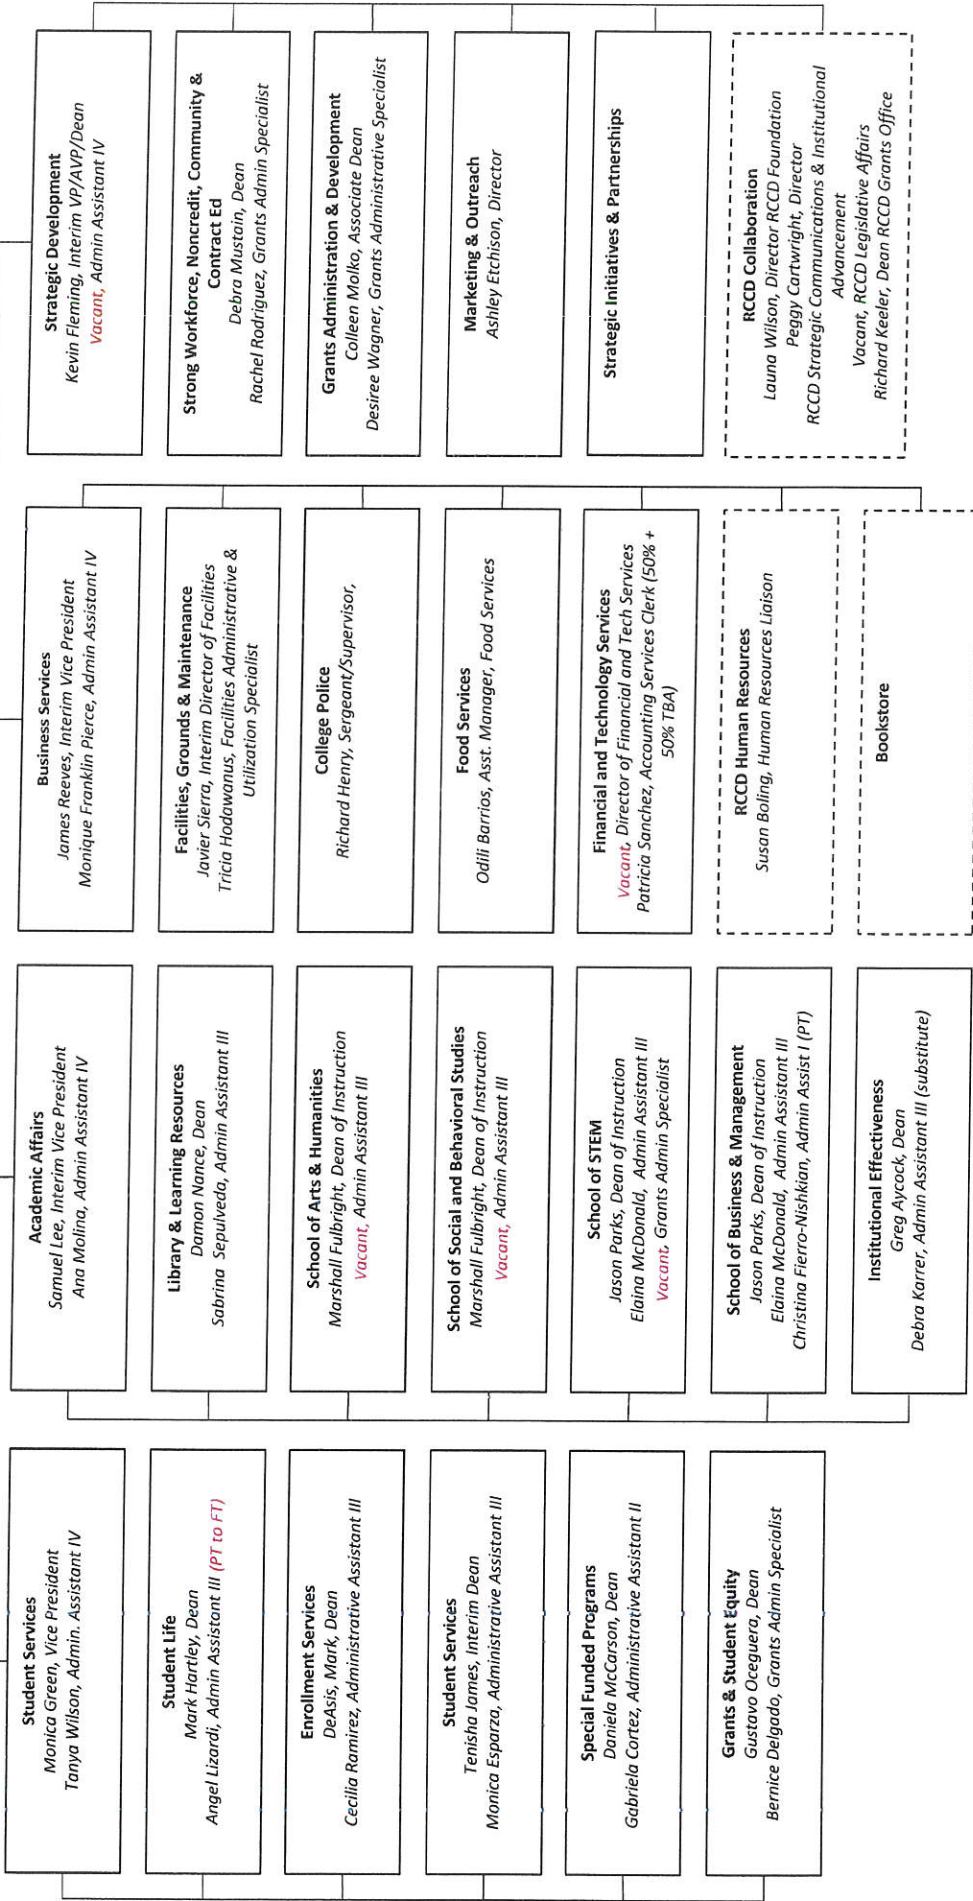 Student Services
Monica Green, Vice President
Tanya Wilson, Admin. Assistant IV
Student Life
Mark Hartley, Dean
Angel Lizardi, Admin Assistant III (PT to FT)
Enrollment Services
DeAsis, Mark, Dean
Cecilia Ramirez, Administrative Assistant III
Student Services
Tenisha James, Interim Dean
Monica Esparza, Administrative Assistant III
Special Funded Programs
Daniela McCarson, Dean
Gabriela Cortez, Administrative Assistant II
Grants & Student Equity
Gustavo Oceguera, Dean
Bernice Delgado, Grants Admin Specialist
Academic Affairs
Samuel Lee, Interim Vice President
Ana Molina, Admin Assistant IV
Library & Learning Resources
Damon Nance, Dean
Sabrina Sepulveda, Admin Assistant III
School of Arts & Humanities
Marshall Fulbright, Dean of Instruction
Vacant, Admin Assistant III
School of Social and Behavioral Studies
Marshall Fulbright, Dean of Instruction
Vacant, Admin Assistant III
School of STEM
Jason Parks, Dean of Instruction
Elaina McDonald, Admin Assistant III
Vacant, Grants Admin Specialist
School of Business & Management
Jason Parks, Dean of Instruction
Elaina McDonald, Admin Assistant III
Christina Fierro-Nishkian, Admin Assist I (PT)
Institutional Effectiveness
Greg Aycock, Dean
Debra Karrer, Admin Assistant III (substitute)
Business Services
James Reeves, Interim Vice President
Monique Franklin Pierce, Admin Assistant IV
Facilities, Grounds & Maintenance
Javier Sierra, Interim Director of Facilities
Tricia Hodawanus, Facilities Administrative &
Utilization Specialist
College Police
Richard Henry, Sergeant/Supervisor,
Food Services
Odili Barrios, Asst. Manager, Food Services
Financial and Technology Services
Vacant, Director of Financial and Tech Services
Patricia Sanchez, Accounting Services Clerk (50% +
50% TBA)
RCCD Human Resources
Susan Boling, Human Resources Liaison
Bookstore
Strategic Development
Kevin Fleming, Interim VP/AVP/Dean
Vacant, Admin Assistant IV
Strong Workforce, Noncredit, Community &
Contract Ed
Debra Mustain, Dean
Rachel Rodriguez, Grants Admin Specialist
Grants Administration & Development
Colleen Molko, Associate Dean
Desiree Wagner, Grants Administrative Specialist
Marketing & Outreach
Ashley Etchison, Director
Strategic Initiatives & Partnerships
RCCD Collaboration
Launa Wilson, Director RCCD Foundation
Peggy Cartwright, Director
RCCD Strategic Communications & Institutional
Advancement
Vacant, RCCD Legislative Affairs
Richard Keeler, Dean RCCD Grants Office